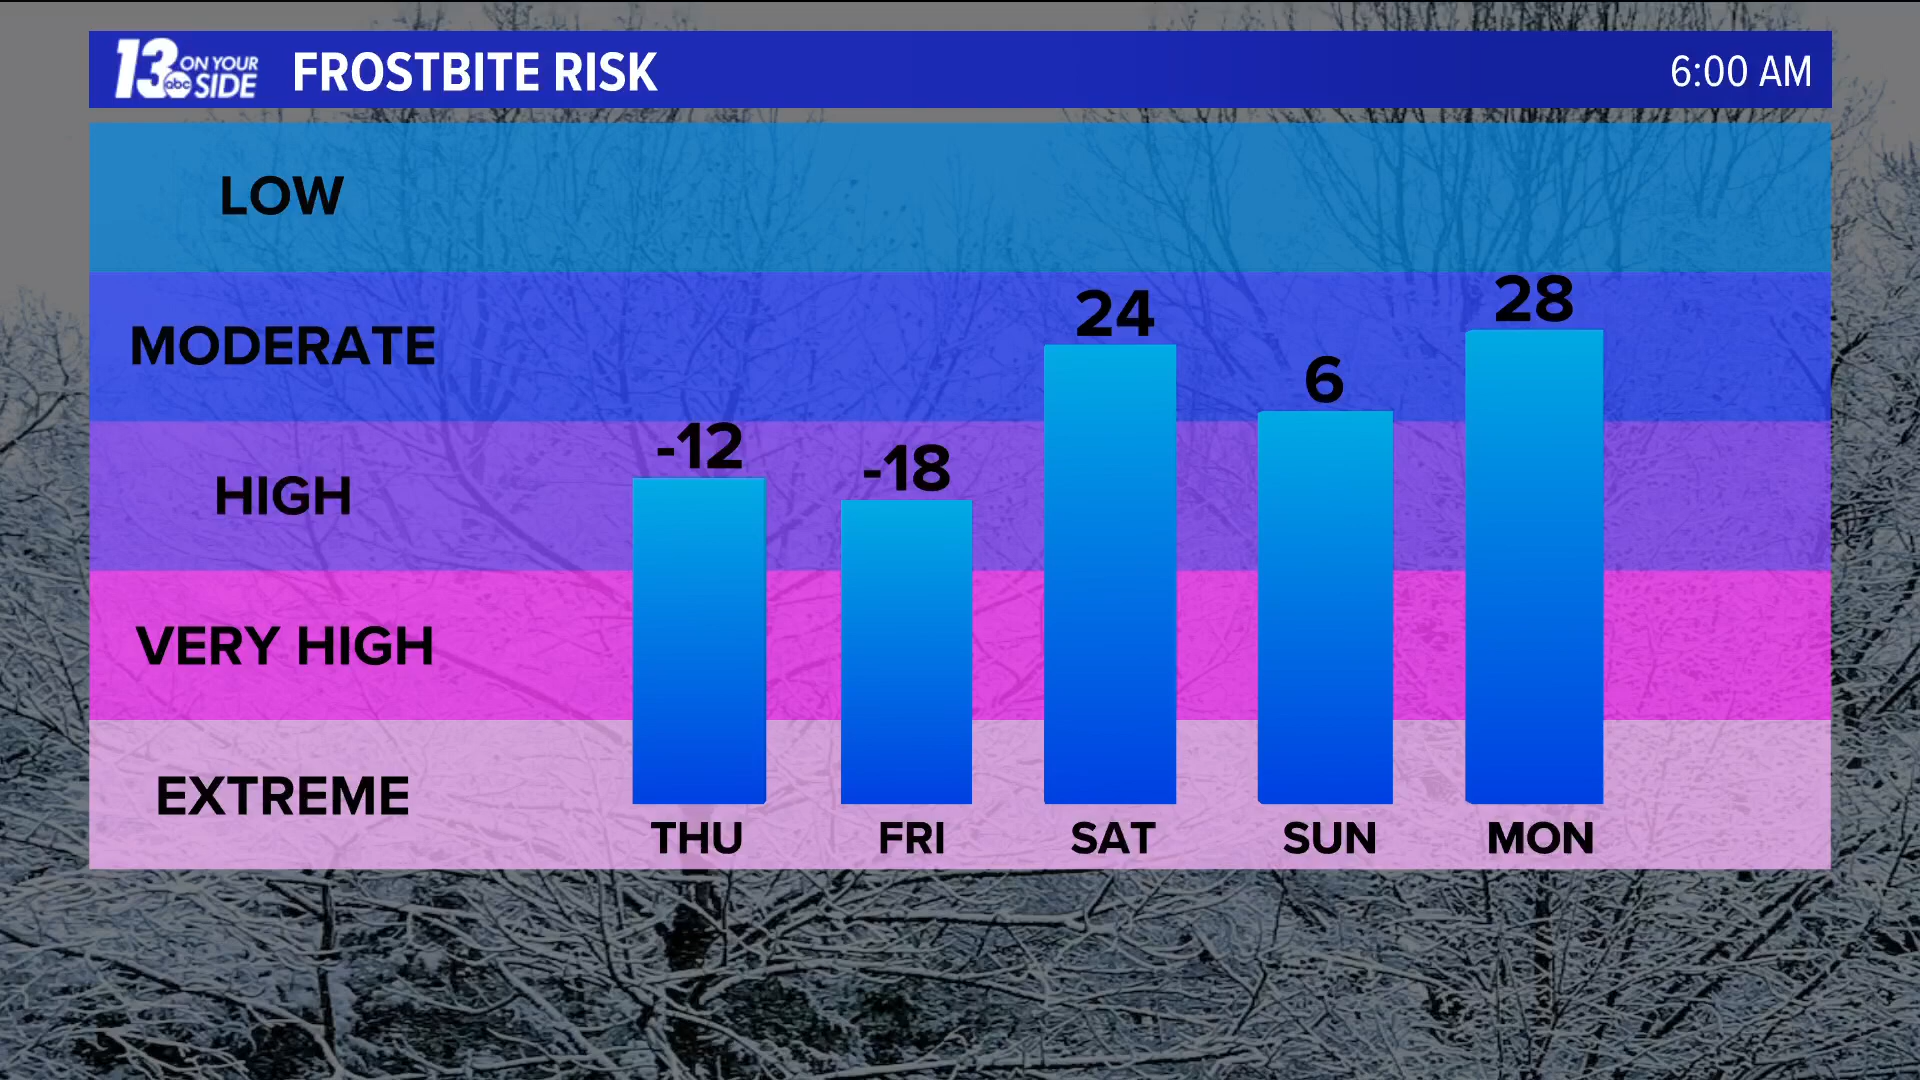 13 ON YOUR SIDE abc
FROSTBITE RISK
6:00 AM
LOW
MODERATE
HIGH
VERY HIGH
EXTREME
-12
-18
24
6
28
THU
FRI
SAT
SUN
MON